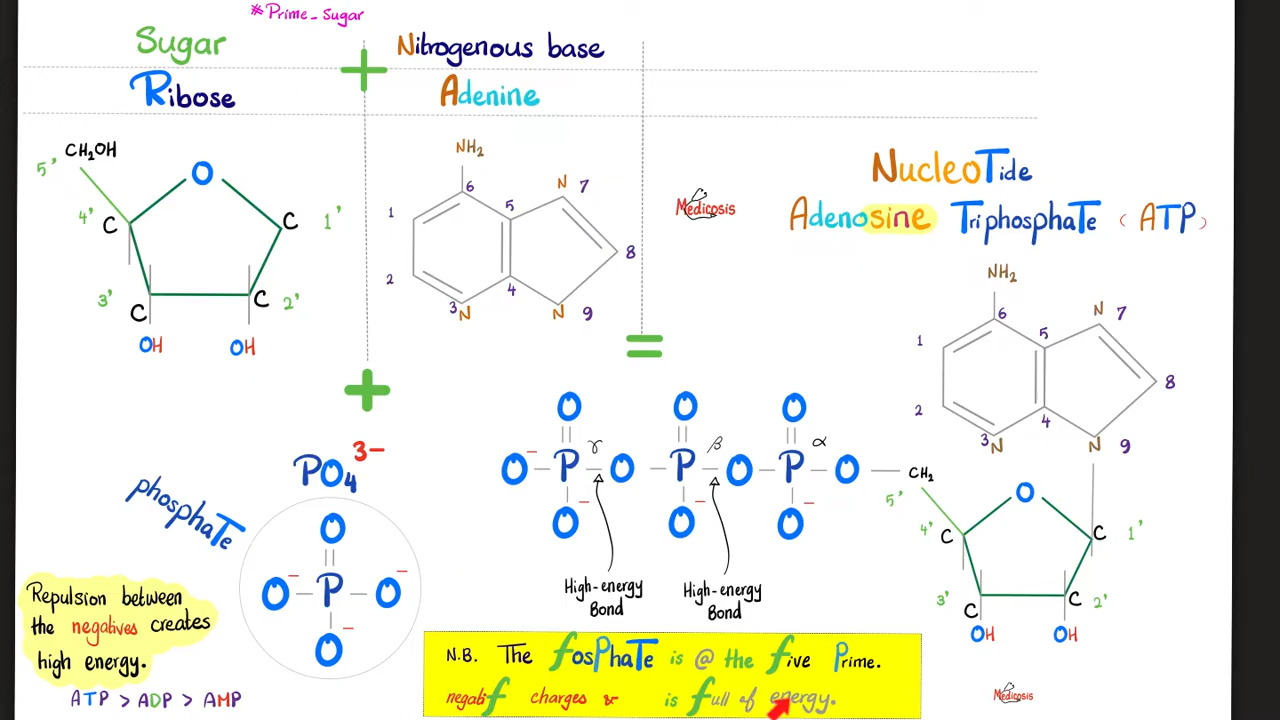 *Prime_Sugar
Sugar + Nitrogenous base
Ribose Adenine
CH2OH
5'
O
4' C
C 1'
3' C
C 2'
OH OH
NH2
6
1
5
N 7
8
2
4
3 N
N 9
Medicosis
NucleoTide
Adenosine TriphosphaTe (ATP)
NH2
6
1
5
N 7
8
2
4
3 N
N 9
=
+
PO4 3-
phosphaTe
O
O- P O-
O-
O O O
γ β α
O- P O P O P O CH2
- - -
O O O
High-energy Bond
High-energy Bond
5'
O
4' C
C 1'
3' C
C 2'
OH OH
Repulsion between
the negatives creates
high energy.
ATP > ADP > AMP
N.B. The fosPhaTe is @ the five Prime.
negatif charges & is full of energy.
Medicosis